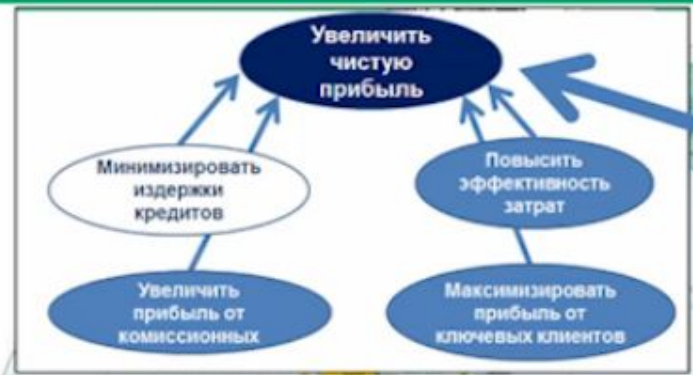 Увеличить
чистую
прибыль
Минимизировать
издержки
кредитов
Повысить
эффективность
затрат
Увеличить
прибыль от
комиссионных
Максимизировать
прибыль от
ключевых клиентов